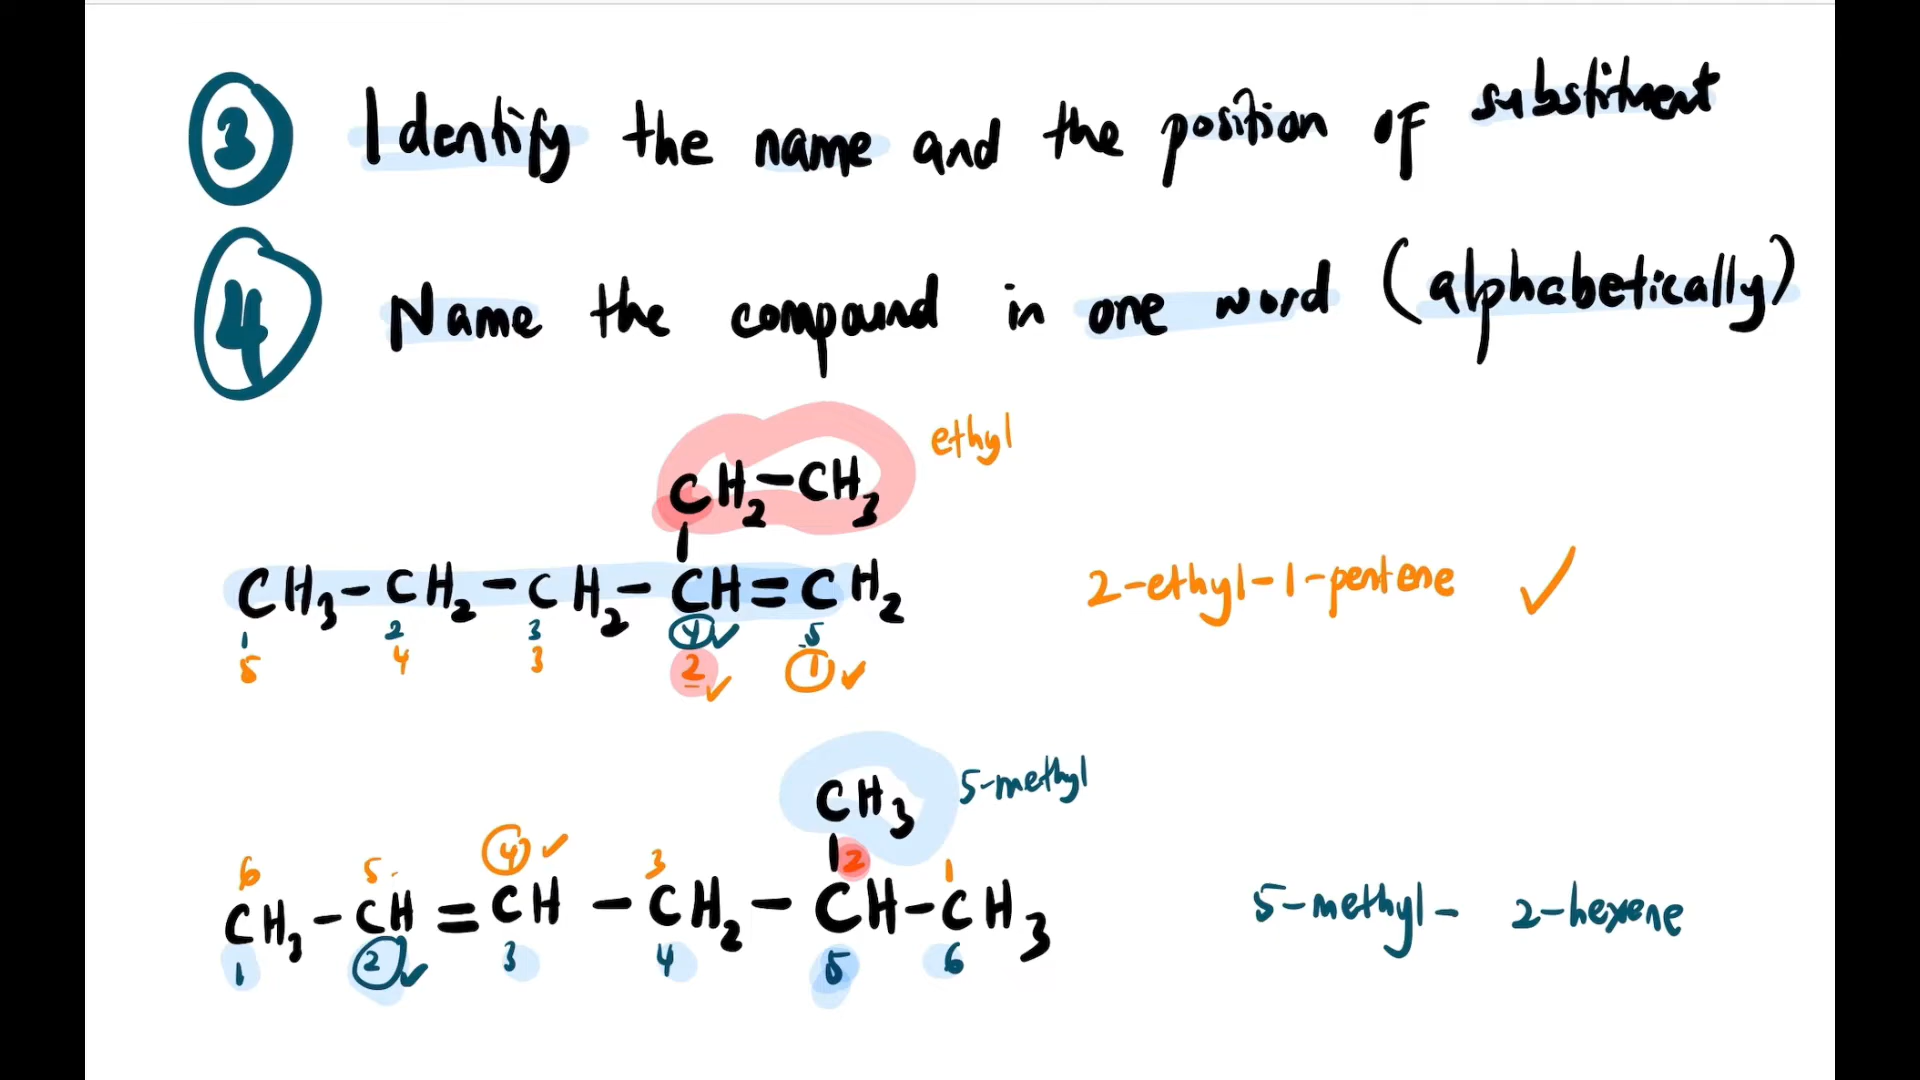 3 Identify the name and the position of substituent
4 Name the compound in one word (alphabetically)
ethyl
CH2-CH3
CH3-CH2-CH2-CH=CH2
1 2 3 4 5
5 4 3 2 1
2-ethyl-1-pentene
CH3
5-methyl
6 5 4 3 2 1
CH3-CH=CH-CH2-CH-CH3
1 2 3 4 5 6
5-methyl- 2-hexene